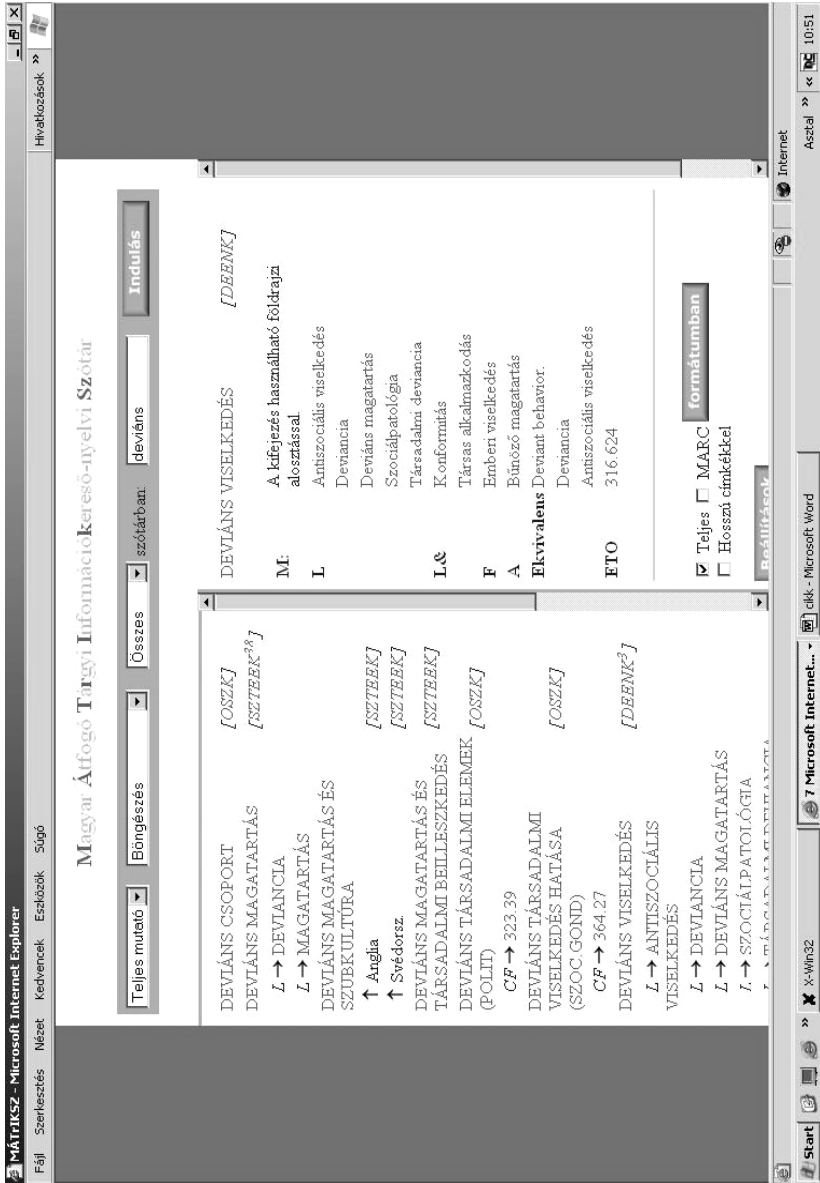 MÁTrIKSZ - Microsoft Internet Explorer
Fájl Szerkesztés Nézet Kedvencek Eszközök Súgó
Hivatkozások »
Magyar Átfogó Tárgyi Információkereső-nyelvi Szótár
Teljes mutató Böngészés Összes szótárban: deviáns Indulás
DEVIÁNS CSOPORT [OSZK]
DEVIÁNS MAGATARTÁS [SZTEEK3,8]
L → DEVIANCIA
L → MAGATARTÁS
DEVIÁNS MAGATARTÁS ÉS
SZUBKULTÚRA
↑ Anglia [SZTEEK]
↑ Svédorsz. [SZTEEK]
DEVIÁNS MAGATARTÁS ÉS [SZTEEK]
TÁRSADALMI BEILLESZKEDÉS
DEVIÁNS TÁRSADALMI ELEMEK [OSZK]
(POLIT)
CF → 323.39
DEVIÁNS TÁRSADALMI
VISELKEDÉS HATÁSA [OSZK]
(SZOC.GOND)
CF → 364.27
DEVIÁNS VISELKEDÉS [DEENK3]
L → ANTISZOCIÁLIS
VISELKEDÉS
L → DEVIANCIA
L → DEVIÁNS MAGATARTÁS
L → SZOCIÁLPATOLÓGIA
L → TÁRSADALMI DEVIANCIA
DEVIÁNS VISELKEDÉS [DEENK]
M: A kifejezés használható földrajzi
alosztással.
L Antiszociális viselkedés
Deviancia
Deviáns magatartás
Szociálpatológia
Társadalmi deviancia
L& Konformitás
Társas alkalmazkodás
F Emberi viselkedés
A Bűnöző magatartás
Ekvivalens Deviant behavior.
Deviancia
Antiszociális viselkedés
ETO 316.624
Teljes MARC formátumban
Hosszú címkékkel
Beállítások
Internet
Start » X-Win32 7 Microsoft Internet... cikk - Microsoft Word Asztal » « 10:51